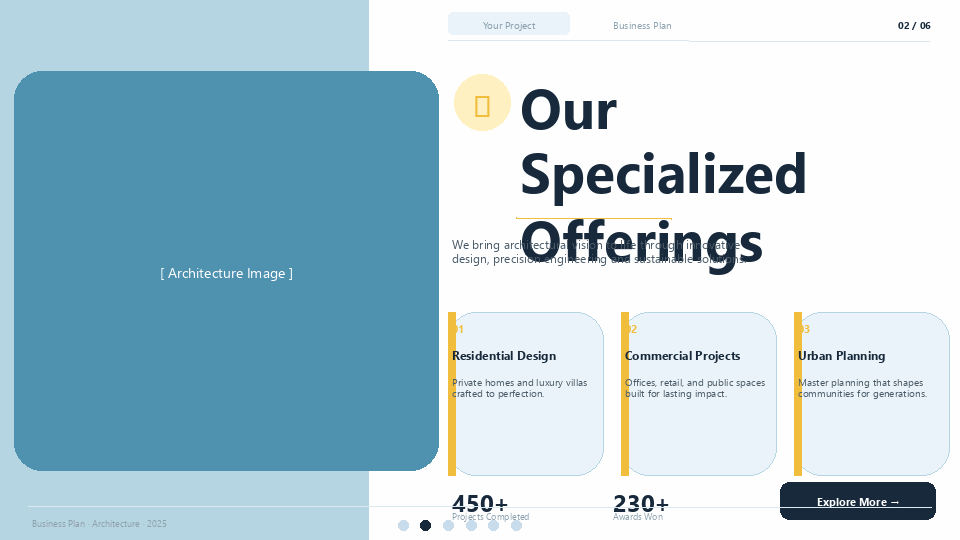 Your Project
Business Plan
02 / 06
Our
Specialized
Offerings
We bring architectural vision to life through innovative
design, precision engineering and sustainable solutions.
[ Architecture Image ]
01
Residential Design
Private homes and luxury villas
crafted to perfection.
02
Commercial Projects
Offices, retail, and public spaces
built for lasting impact.
03
Urban Planning
Master planning that shapes
communities for generations.
450+
Projects Completed
230+
Awards Won
Explore More →
Business Plan · Architecture · 2025